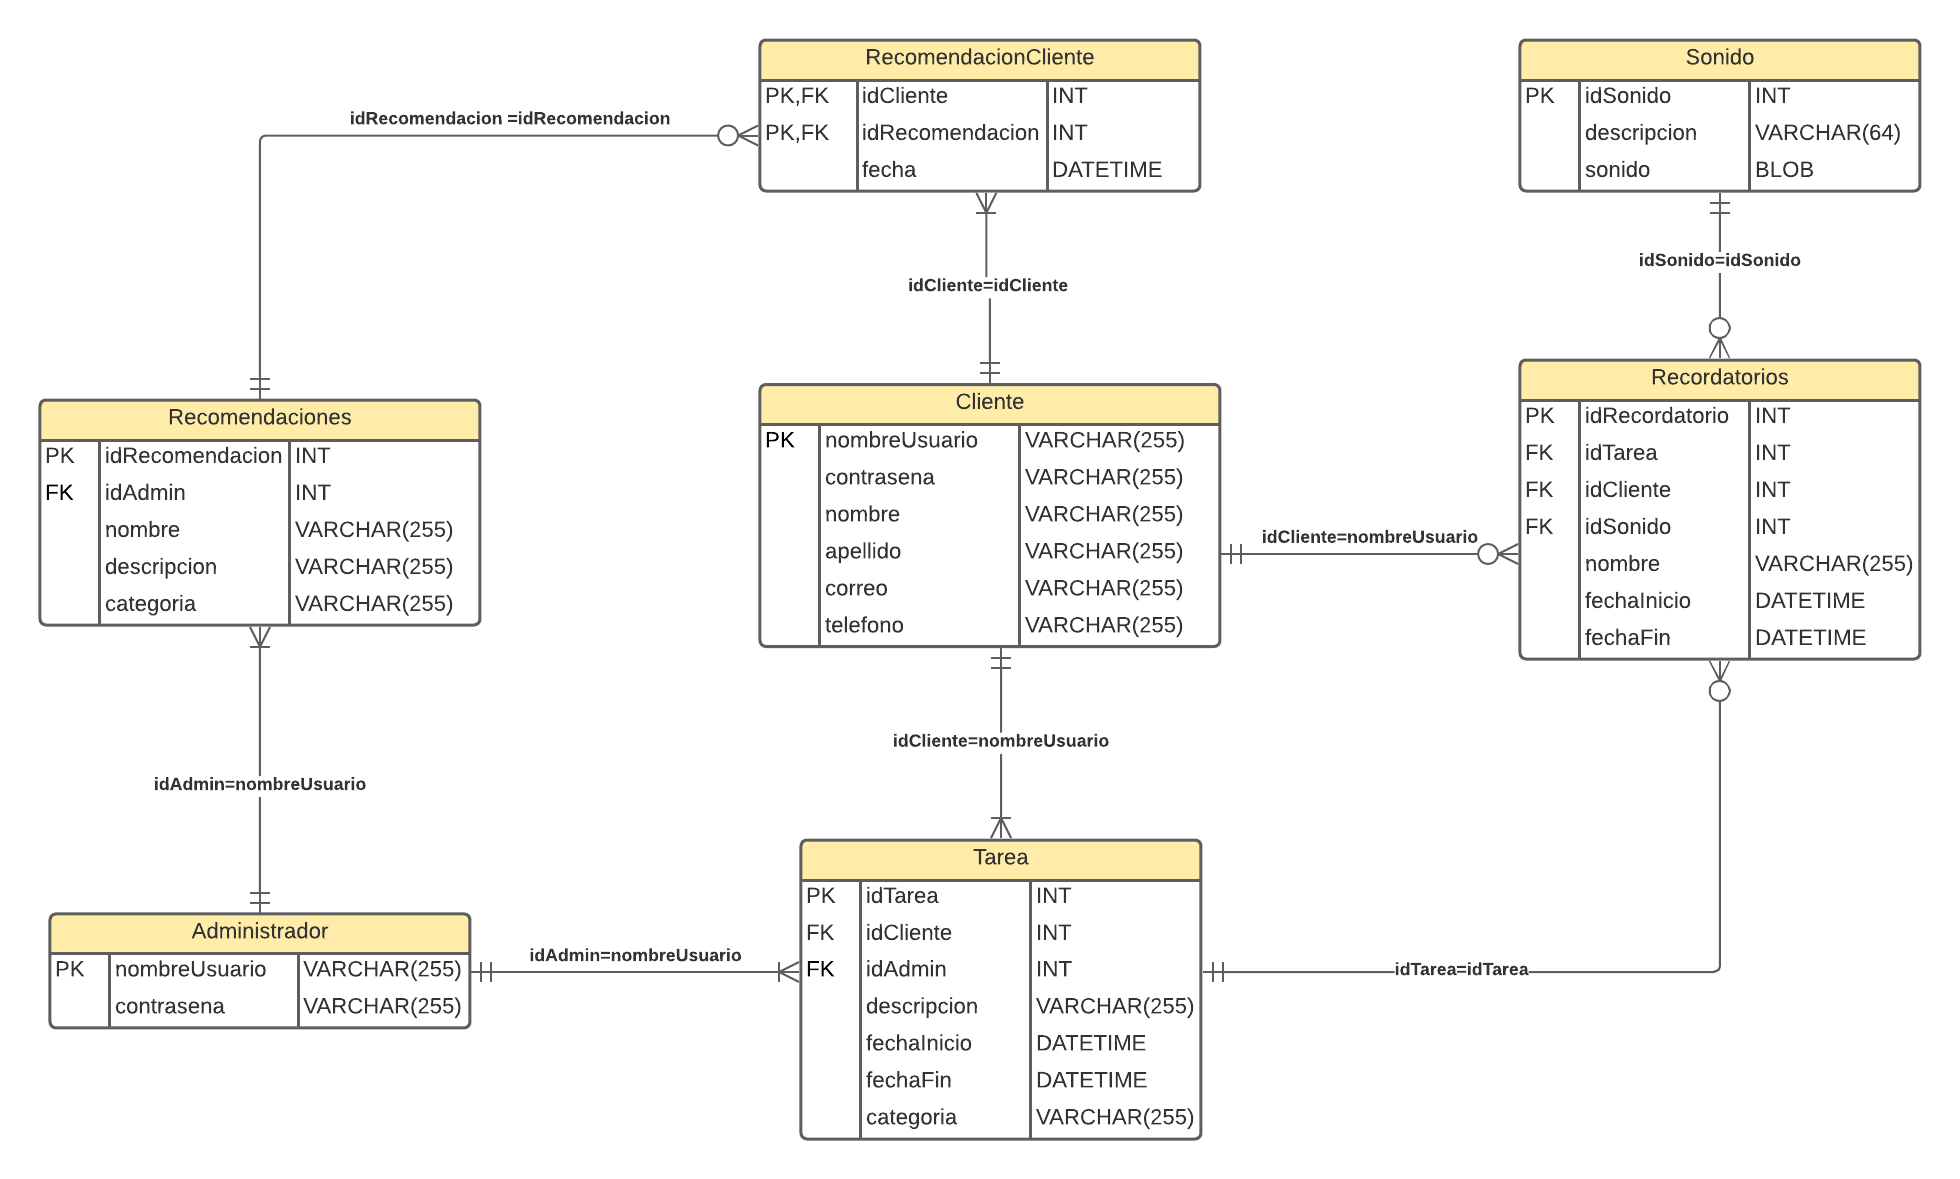 RecomendacionCliente
PK,FK idCliente INT
PK,FK idRecomendacion INT
fecha DATETIME
Sonido
PK idSonido INT
descripcion VARCHAR(64)
sonido BLOB
idRecomendacion =idRecomendacion
idCliente=idCliente
idSonido=idSonido
Recomendaciones
PK idRecomendacion INT
FK idAdmin INT
nombre VARCHAR(255)
descripcion VARCHAR(255)
categoria VARCHAR(255)
Cliente
PK nombreUsuario VARCHAR(255)
contrasena VARCHAR(255)
nombre VARCHAR(255)
apellido VARCHAR(255)
correo VARCHAR(255)
telefono VARCHAR(255)
idCliente=nombreUsuario
Recordatorios
PK idRecordatorio INT
FK idTarea INT
FK idCliente INT
FK idSonido INT
nombre VARCHAR(255)
fechaInicio DATETIME
fechaFin DATETIME
idAdmin=nombreUsuario
idCliente=nombreUsuario
Administrador
PK nombreUsuario VARCHAR(255)
contrasena VARCHAR(255)
idAdmin=nombreUsuario
Tarea
PK idTarea INT
FK idCliente INT
FK idAdmin INT
descripcion VARCHAR(255)
fechaInicio DATETIME
fechaFin DATETIME
categoria VARCHAR(255)
idTarea=idTarea